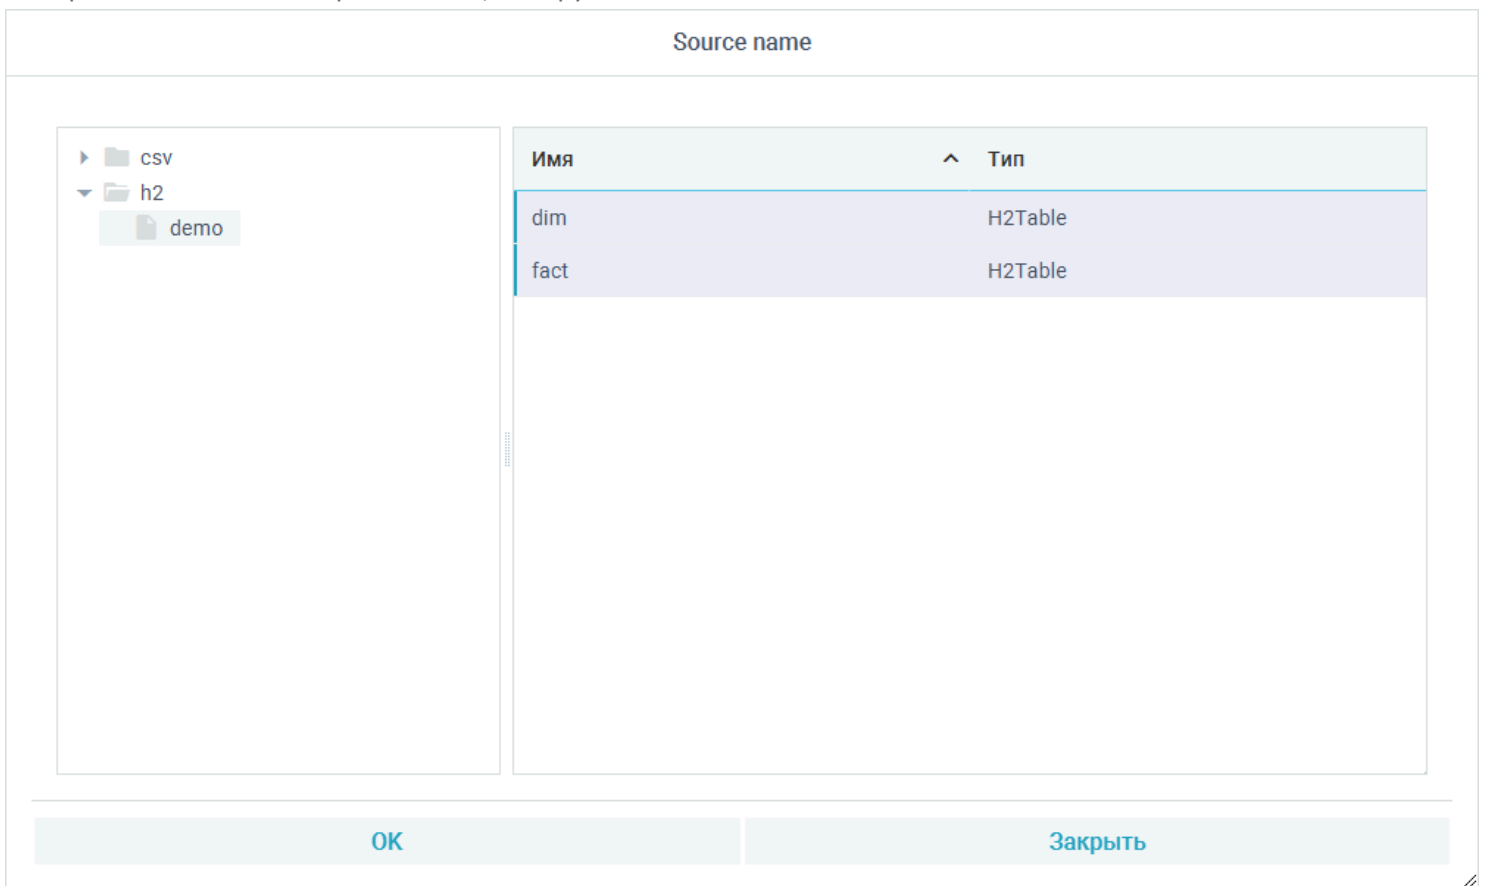 Source name
csv
h2
demo
Имя Тип
dim H2Table
fact H2Table
OK Закрыть